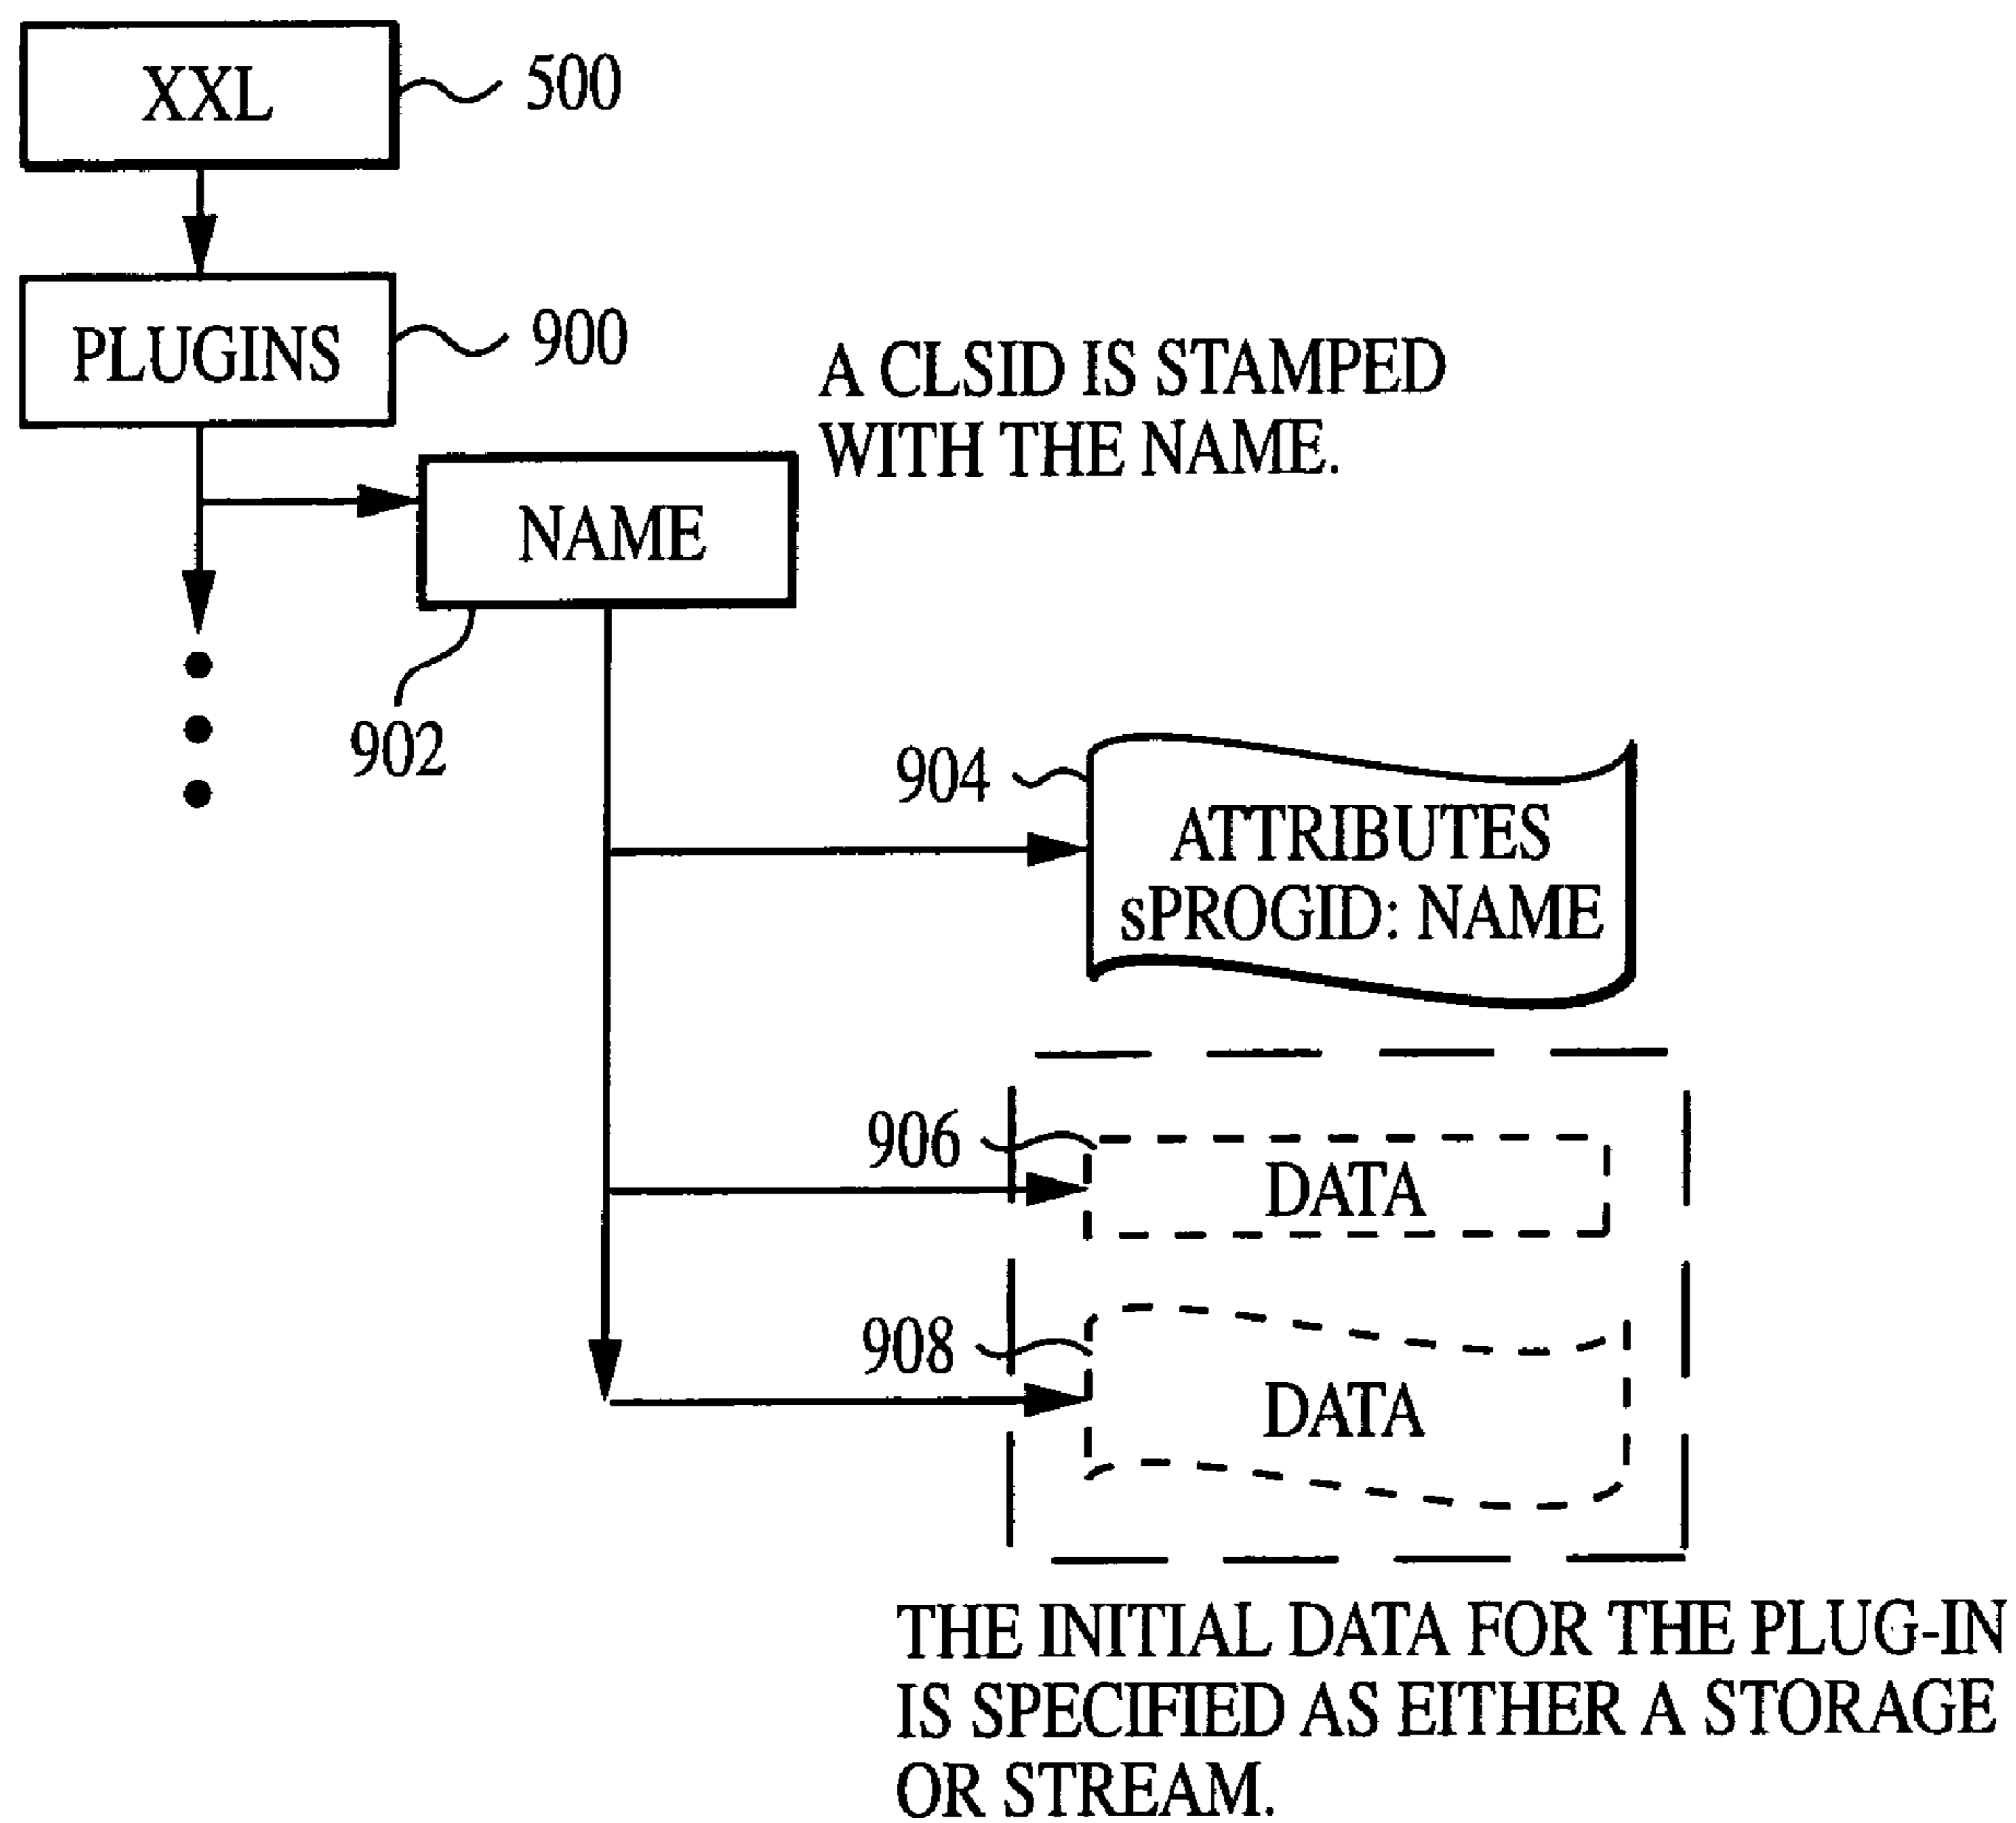 XXL
500
PLUGINS
900
A CLSID IS STAMPED
WITH THE NAME.
NAME
902
904
ATTRIBUTES
sPROGID: NAME
906
DATA
908
DATA
THE INITIAL DATA FOR THE PLUG-IN
IS SPECIFIED AS EITHER A STORAGE
OR STREAM.